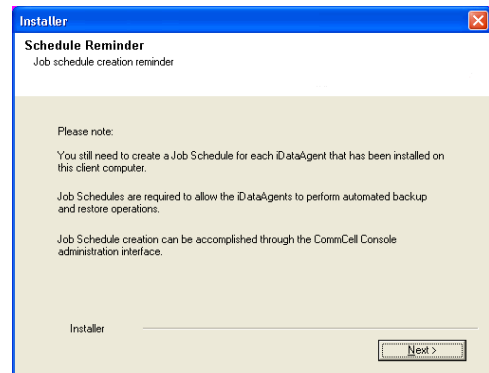 Installer
Schedule Reminder
Job schedule creation reminder
Please note:
You still need to create a Job Schedule for each iDataAgent that has been installed on
this client computer.
Job Schedules are required to allow the iDataAgents to perform automated backup
and restore operations.
Job Schedule creation can be accomplished through the CommCell Console
administration interface.
Installer
Next >